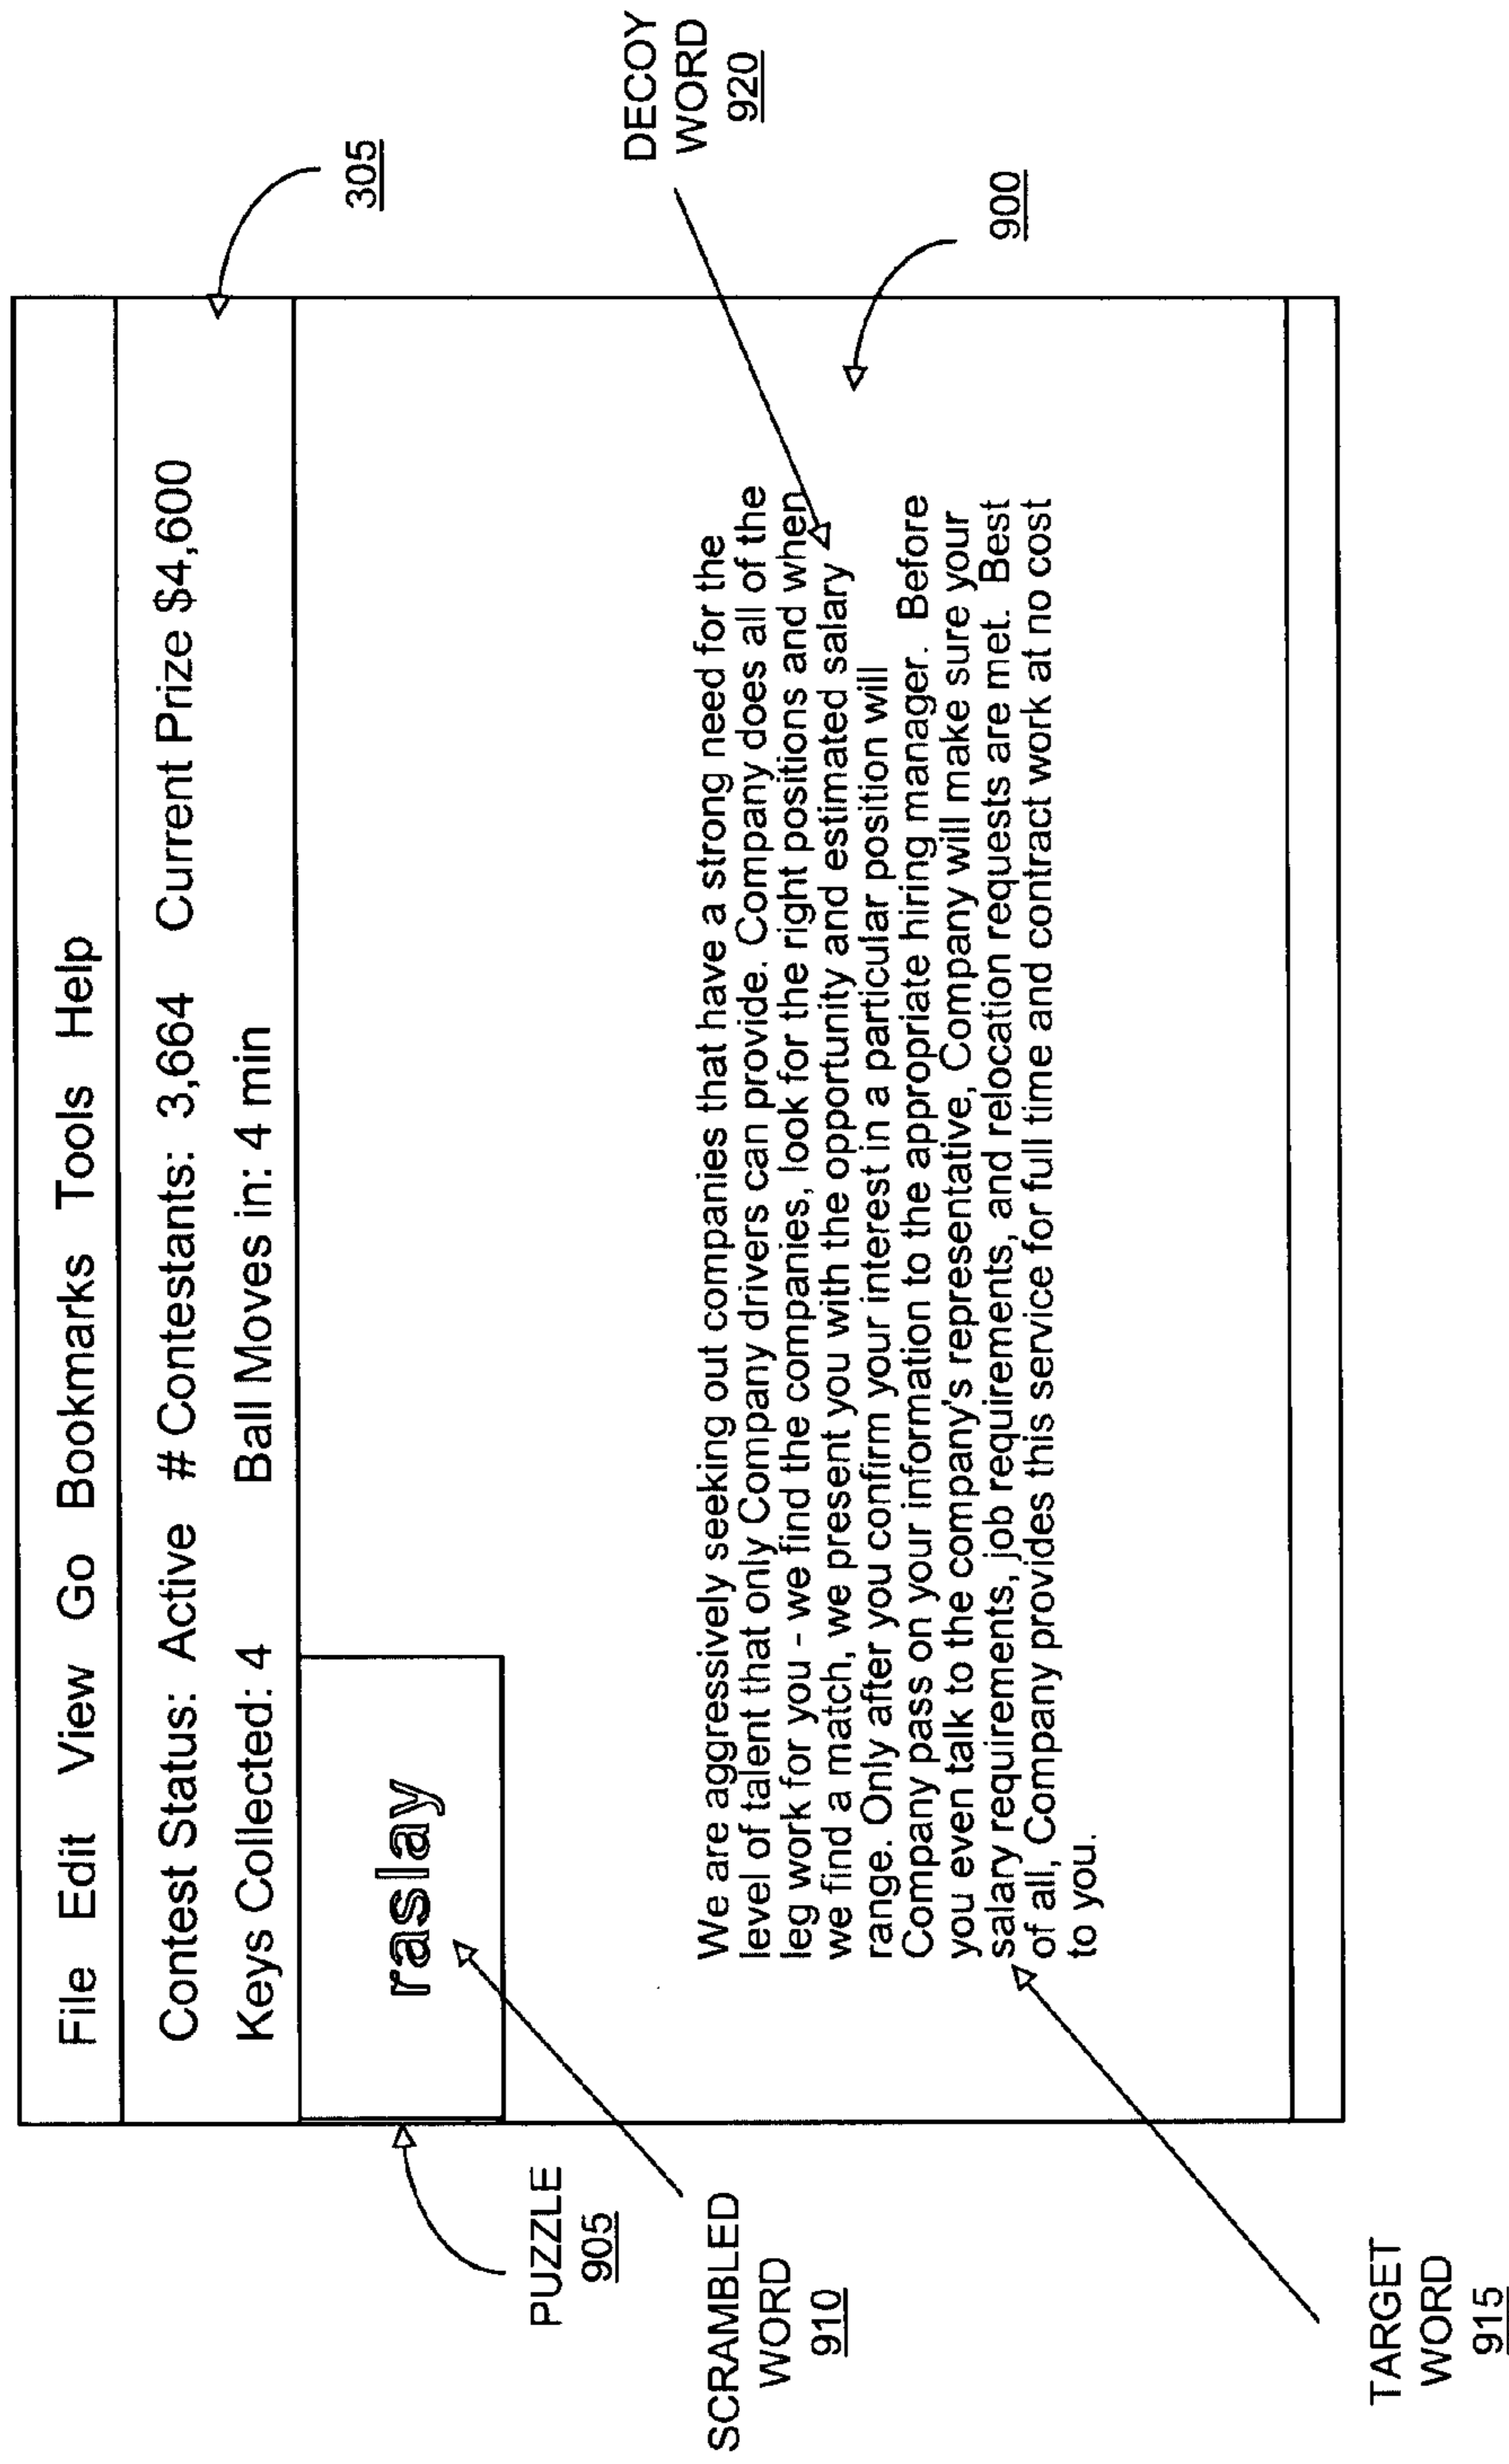 File Edit View Go Bookmarks Tools Help
Contest Status: Active # Contestants: 3,664 Current Prize $4,600
Keys Collected: 4 Ball Moves in: 4 min
305
PUZZLE
905
raslay
SCRAMBLED
WORD
910
DECOY
WORD
920
900
We are aggressively seeking out companies that have a strong need for the
level of talent that only Company drivers can provide. Company does all of the
leg work for you - we find the companies, look for the right positions and when
we find a match, we present you with the opportunity and estimated salary
range. Only after you confirm your interest in a particular position will
Company pass on your information to the appropriate hiring manager. Before
you even talk to the company's representative, Company will make sure your
salary requirements, job requirements, and relocation requests are met. Best
of all, Company provides this service for full time and contract work at no cost
to you.
TARGET
WORD
915